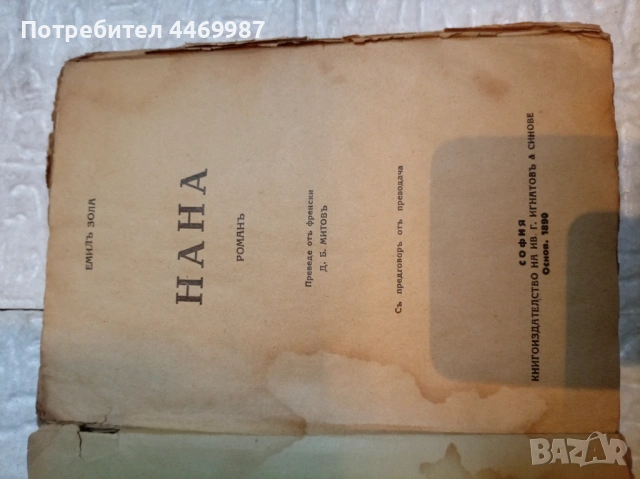 Потребител 4469987
ЕМИЛЪ ЗОЛА
НАНА
РОМАНЪ
Преведе отъ френски
Д. Б. МИТОВЪ
Съ предговоръ отъ преводача
СОФИЯ
КНИГОИЗДАТЕЛСТВО НА ИВ. Г. ИГНАТОВЪ & СИНОВЕ
Основ. 1890
BAZAR